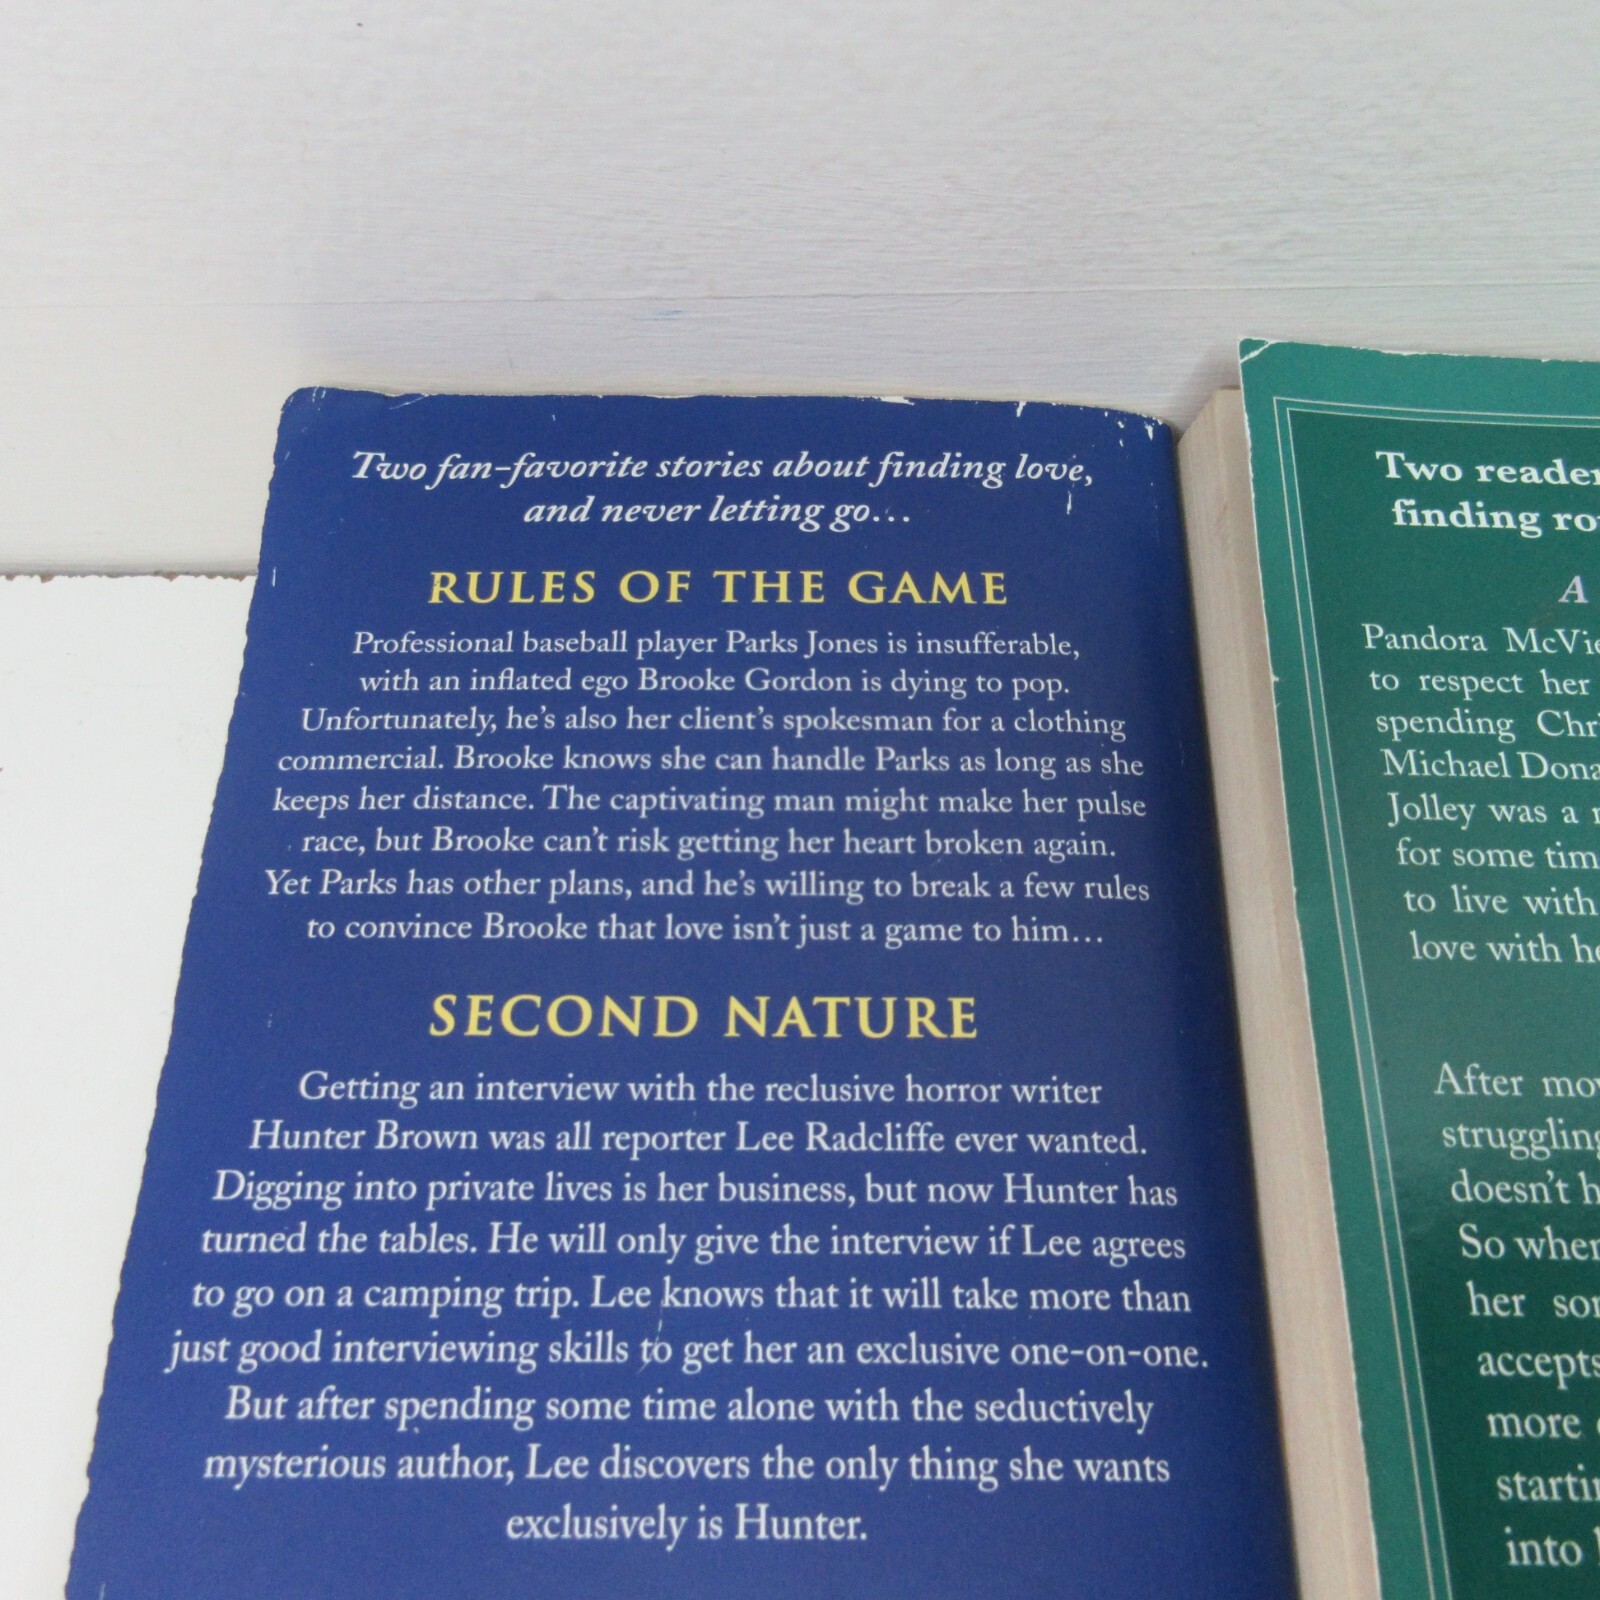 Two fan-favorite stories about finding love,
and never letting go...
RULES OF THE GAME
Professional baseball player Parks Jones is insufferable,
with an inflated ego Brooke Gordon is dying to pop.
Unfortunately, he's also her client's spokesman for a clothing
commercial. Brooke knows she can handle Parks as long as she
keeps her distance. The captivating man might make her pulse
race, but Brooke can't risk getting her heart broken again.
Yet Parks has other plans, and he's willing to break a few rules
to convince Brooke that love isn't just a game to him...
SECOND NATURE
Getting an interview with the reclusive horror writer
Hunter Brown was all reporter Lee Radcliffe ever wanted.
Digging into private lives is her business, but now Hunter has
turned the tables. He will only give the interview if Lee agrees
to go on a camping trip. Lee knows that it will take more than
just good interviewing skills to get her an exclusive one-on-one.
But after spending some time alone with the seductively
mysterious author, Lee discovers the only thing she wants
exclusively is Hunter.
Two reader
finding
A
Pandora
to respect her
spending
Michael
Jolley was a
for some
to live with
love with
After
struggling
doesn't
So when
her
accepts
more
into